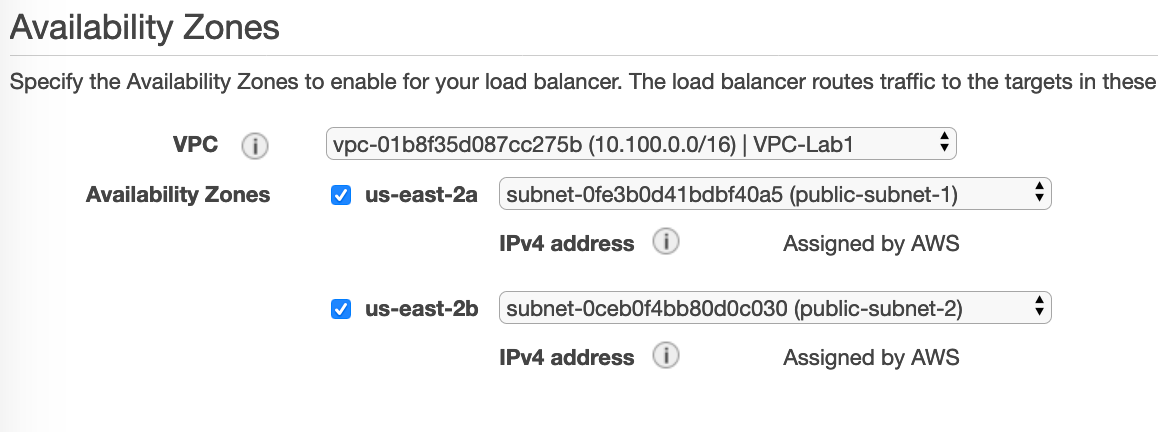 Availability Zones
Specify the Availability Zones to enable for your load balancer. The load balancer routes traffic to the targets in these
VPC i vpc-01b8f35d087cc275b (10.100.0.0/16) | VPC-Lab1
Availability Zones us-east-2a subnet-0fe3b0d41bdbf40a5 (public-subnet-1)
IPv4 address i Assigned by AWS
us-east-2b subnet-0ceb0f4bb80d0c030 (public-subnet-2)
IPv4 address i Assigned by AWS